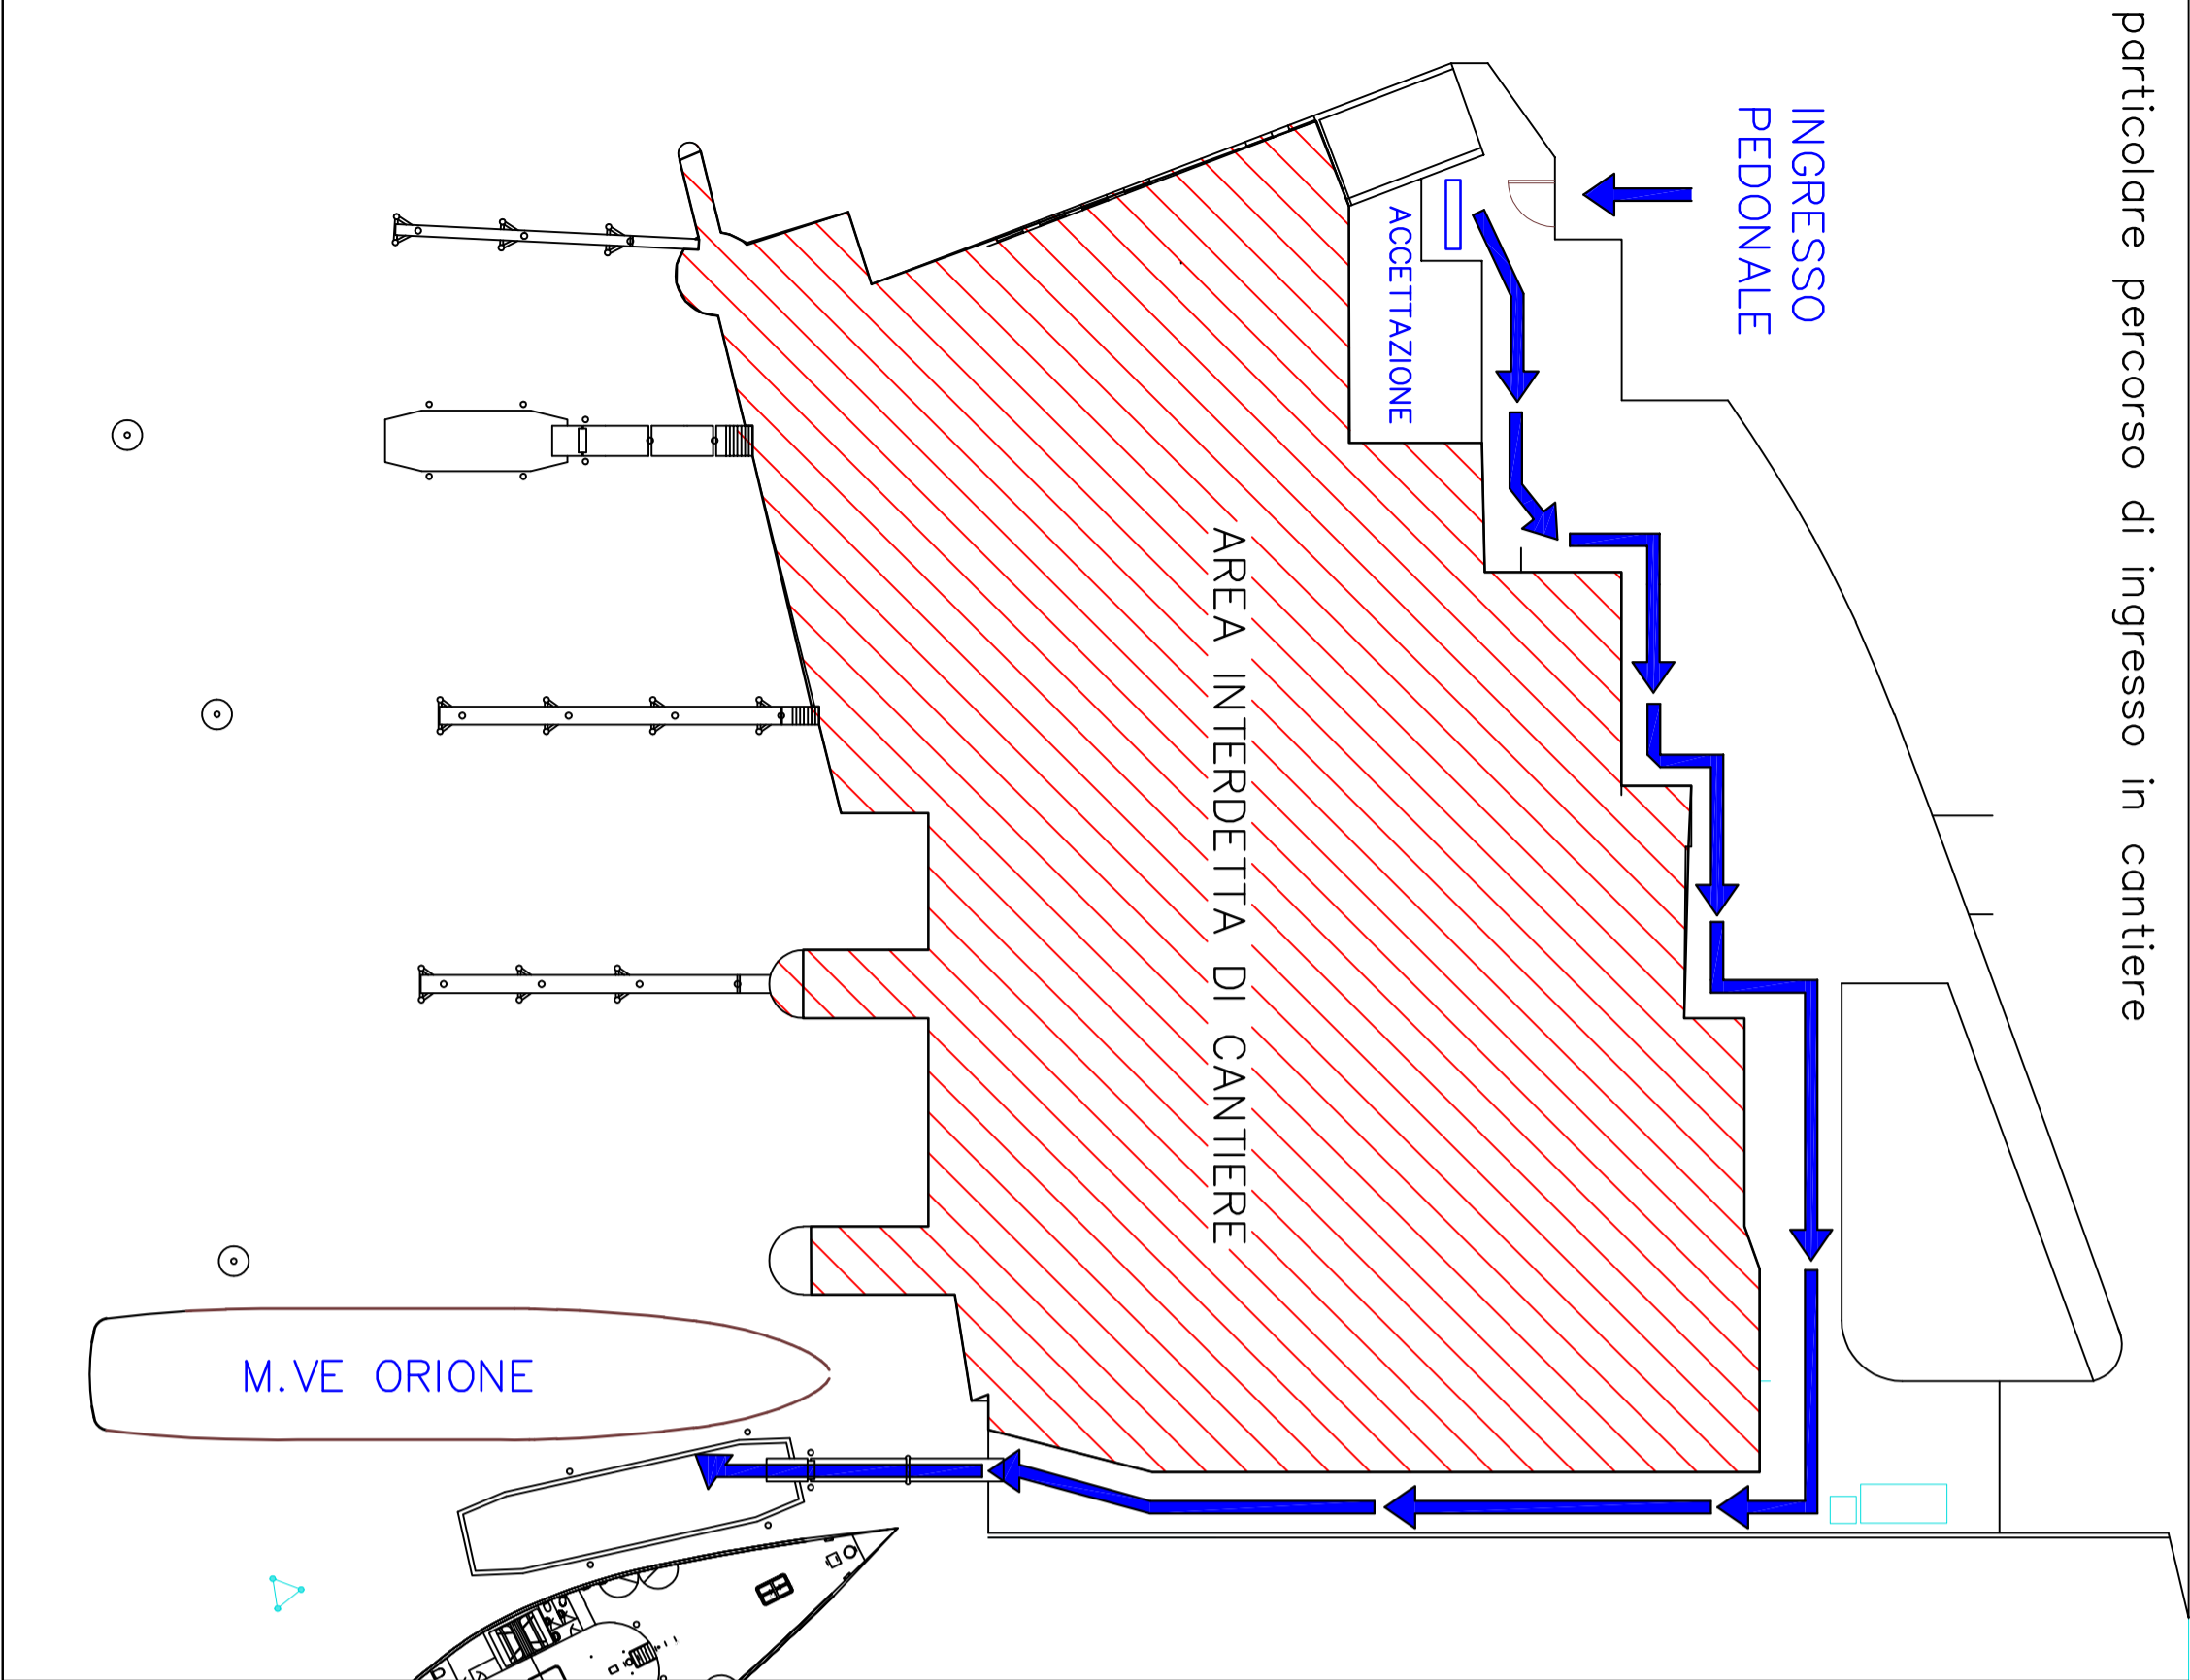 particolare percorso di ingresso in cantiere
INGRESSO
PEDONALE
ACCETTAZIONE
AREA INTERDETTA DI CANTIERE
M.VE ORIONE